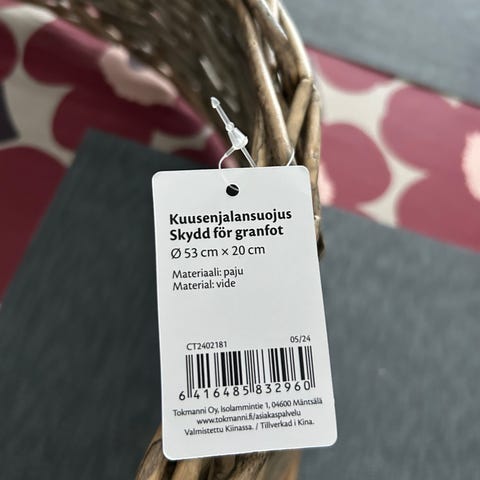 Kuusenjalansuojus
Skydd för granfot
Ø 53 cm × 20 cm
Materiaali: paju
Material: vide
CT2402181 05/24
6 416485 832960
Tokmanni Oy, Isolammintie 1, 04600 Mäntsälä
www.tokmanni.fi/asiakaspalvelu
Valmistettu Kiinassa. / Tillverkad i Kina.